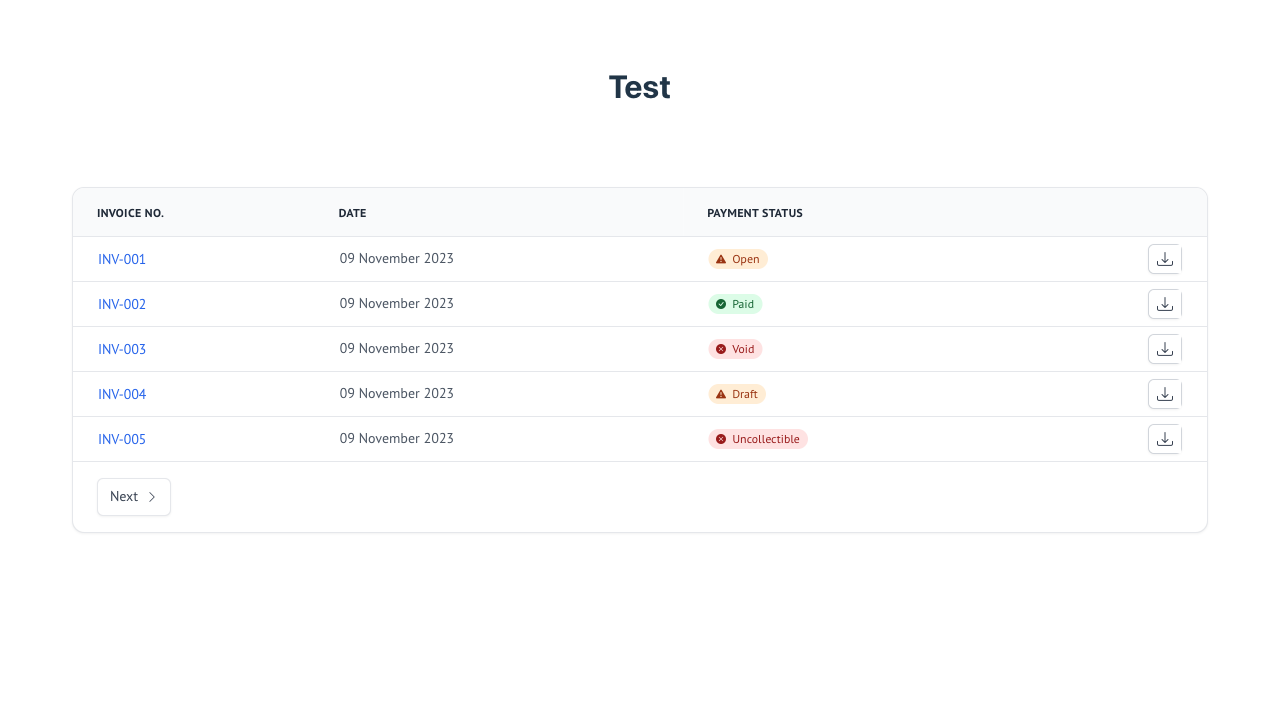 Test
INVOICE NO. DATE PAYMENT STATUS
INV-001 09 November 2023 Open
INV-002 09 November 2023 Paid
INV-003 09 November 2023 Void
INV-004 09 November 2023 Draft
INV-005 09 November 2023 Uncollectible
Next